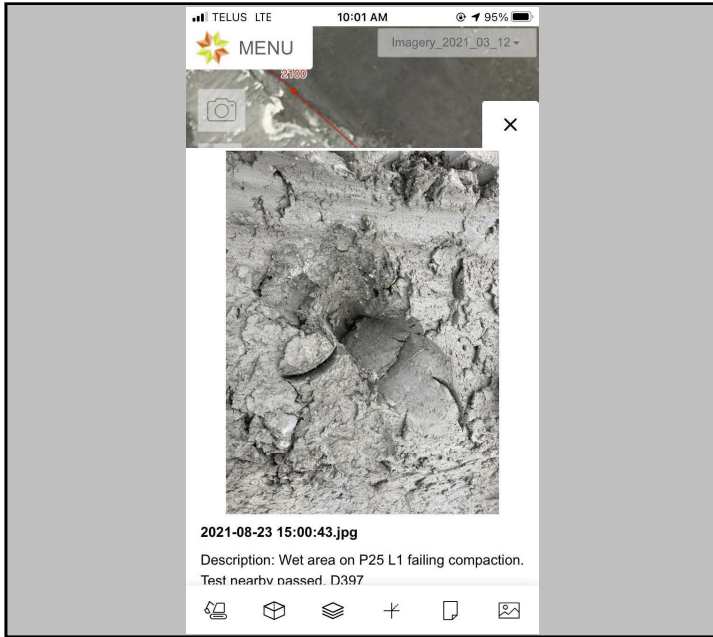 TELUS LTE 10:01 AM 95%
MENU
Imagery_2021_03_12
2100
2021-08-23 15:00:43.jpg
Description: Wet area on P25 L1 failing compaction.
Test nearby passed. D397